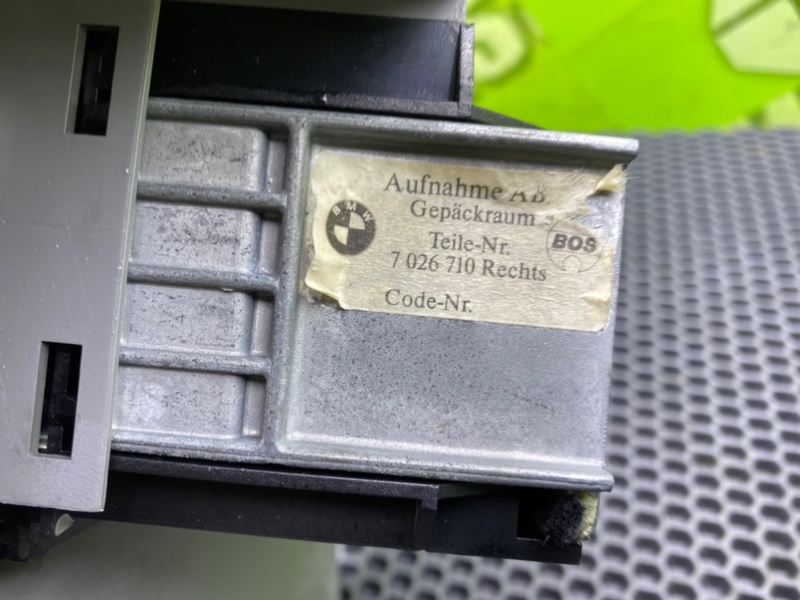 Aufnahme AB
Gepäckraum
BMW
BOS
Teile-Nr.
7 026 710 Rechts
Code-Nr.